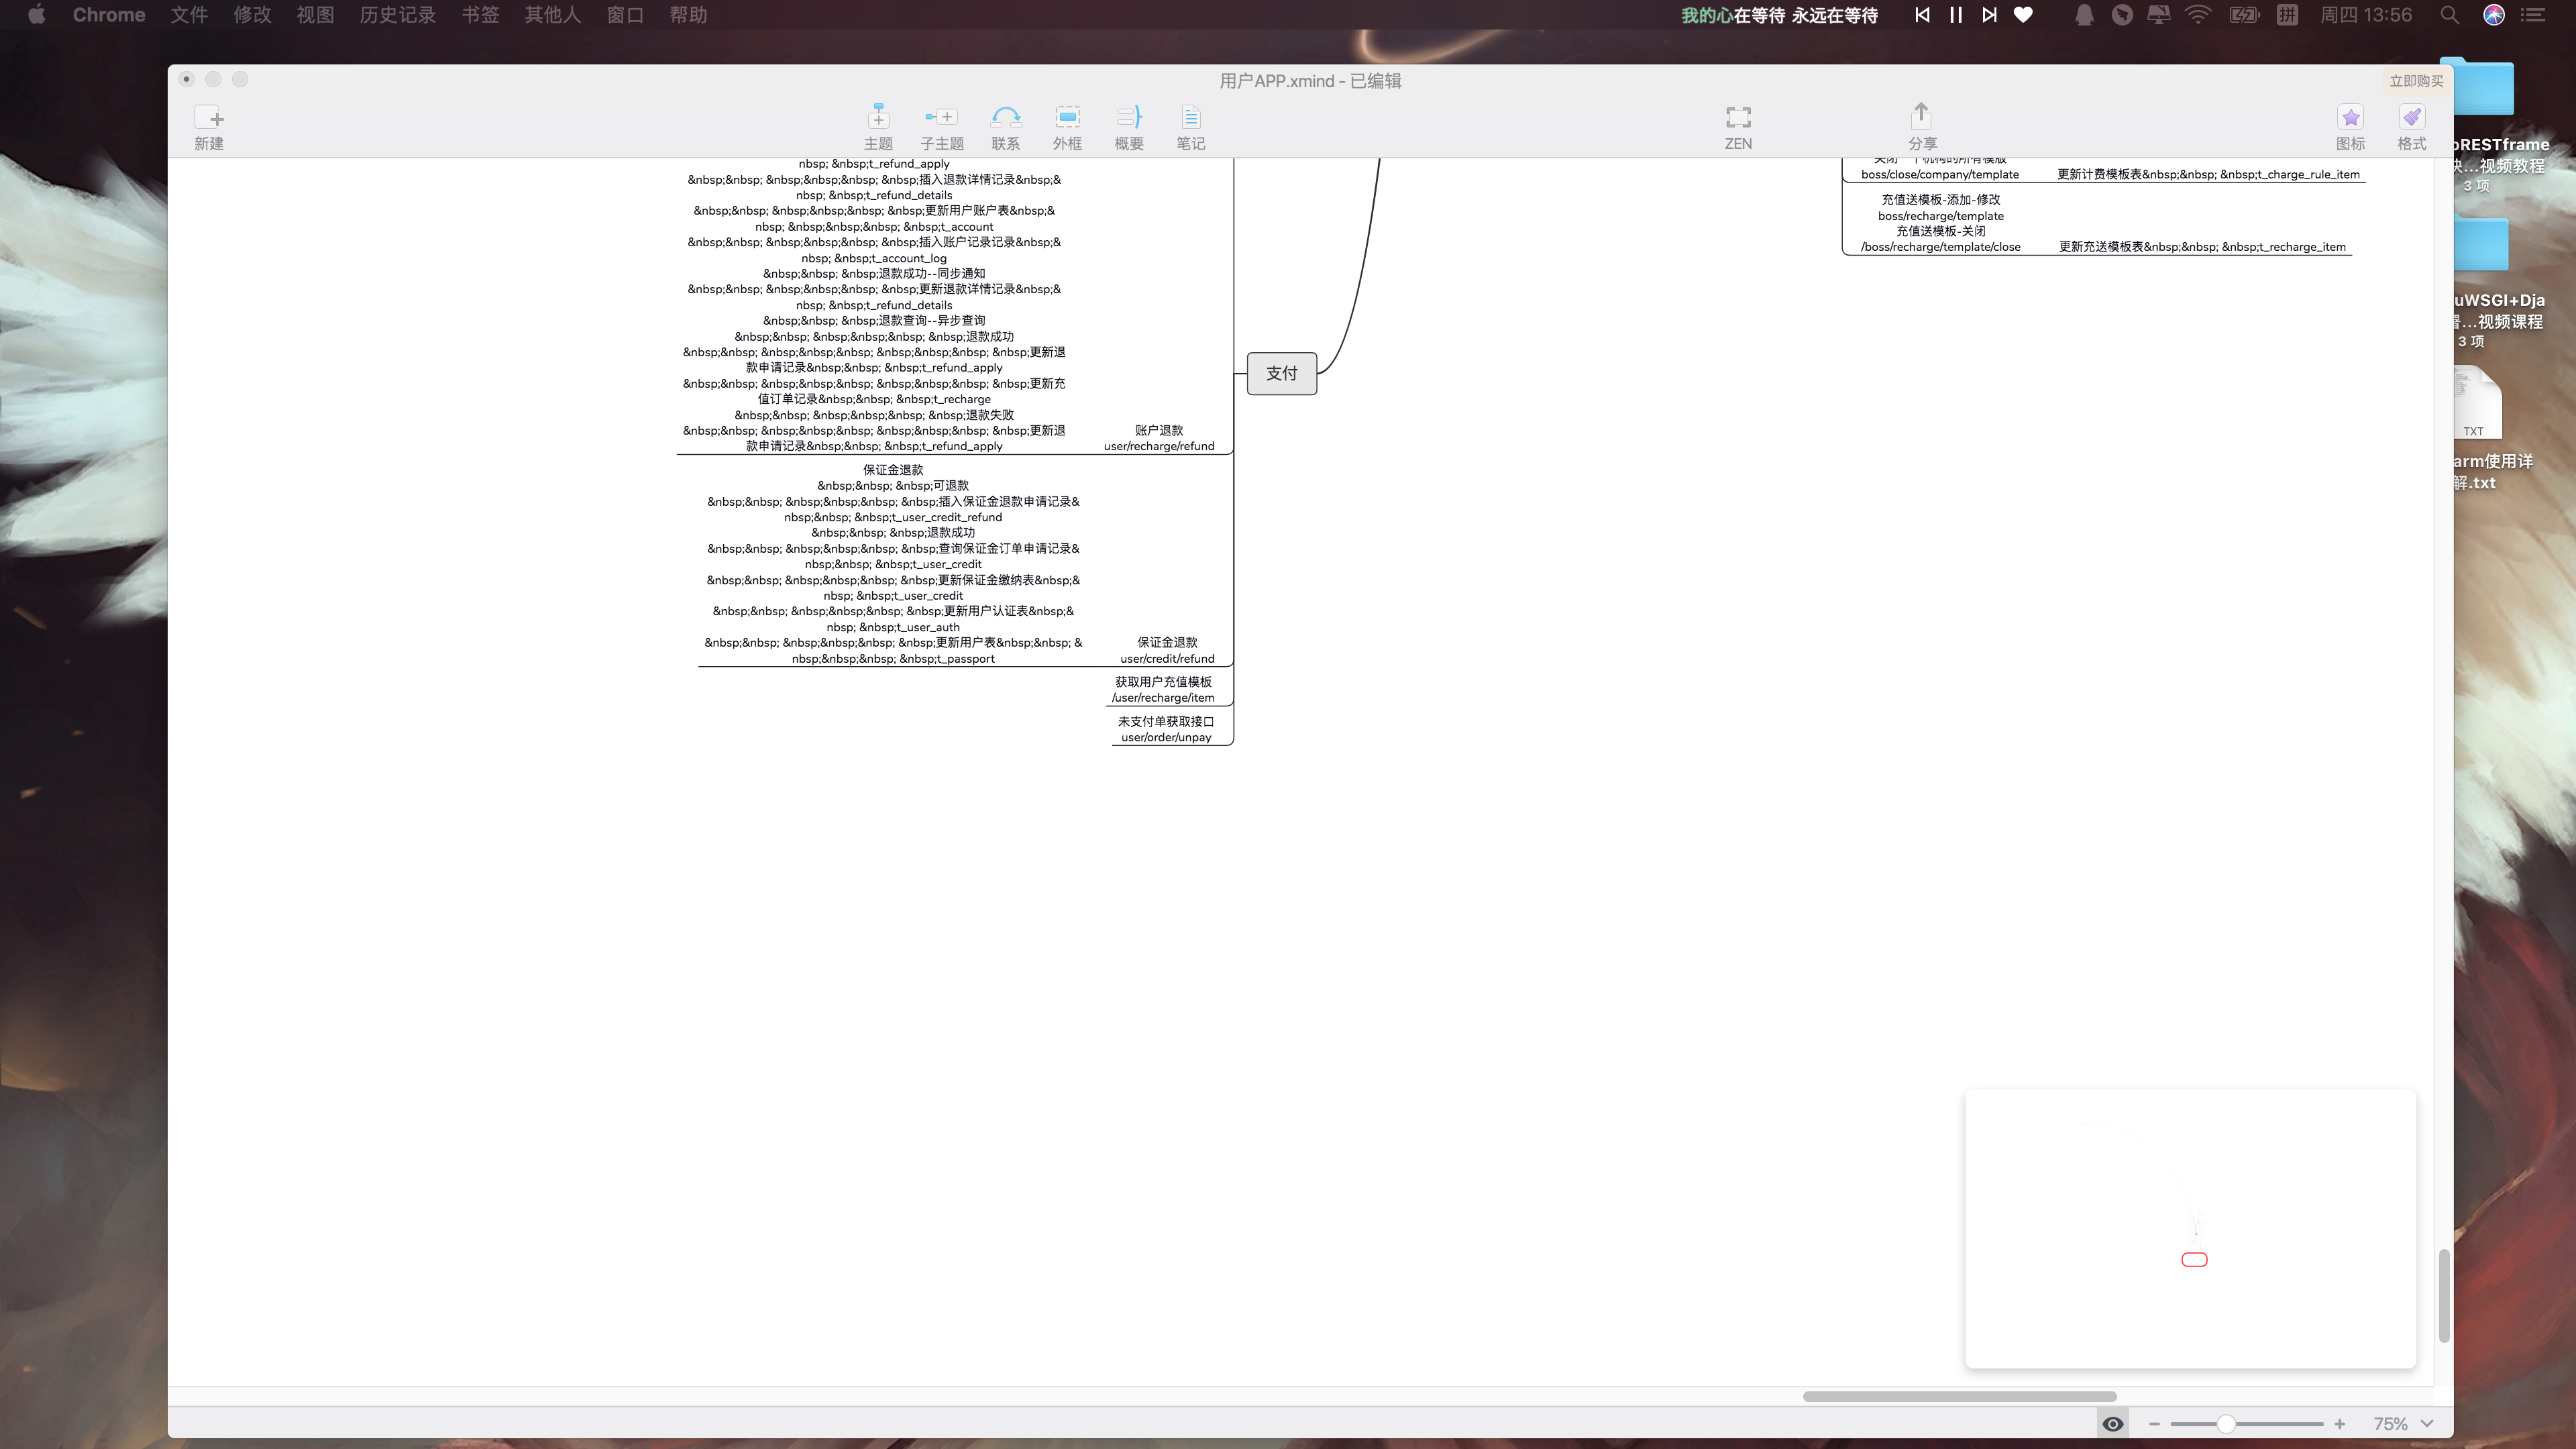 Chrome 文件 修改 视图 历史记录 书签 其他人 窗口 帮助
我的心在等待 永远在等待
拼
周四 13:56
用户APP.xmind - 已编辑
立即购买
新建
主题 子主题 联系 外框 概要 笔记
ZEN
分享
图标 格式
nbsp; &nbsp;t_refund_apply
&nbsp;&nbsp; &nbsp;&nbsp;&nbsp; &nbsp;插入退款详情记录&nbsp;&
nbsp; &nbsp;t_refund_details
&nbsp;&nbsp; &nbsp;&nbsp;&nbsp; &nbsp;更新用户账户表&nbsp;&
nbsp; &nbsp;&nbsp;&nbsp; &nbsp;t_account
&nbsp;&nbsp; &nbsp;&nbsp;&nbsp; &nbsp;插入账户记录记录&nbsp;&
nbsp; &nbsp;t_account_log
&nbsp;&nbsp; &nbsp;退款成功--同步通知
&nbsp;&nbsp; &nbsp;&nbsp;&nbsp; &nbsp;更新退款详情记录&nbsp;&
nbsp; &nbsp;t_refund_details
&nbsp;&nbsp; &nbsp;退款查询--异步查询
&nbsp;&nbsp; &nbsp;&nbsp;&nbsp; &nbsp;退款成功
&nbsp;&nbsp; &nbsp;&nbsp;&nbsp; &nbsp;&nbsp;&nbsp; &nbsp;更新退
款申请记录&nbsp;&nbsp; &nbsp;t_refund_apply
&nbsp;&nbsp; &nbsp;&nbsp;&nbsp; &nbsp;&nbsp;&nbsp; &nbsp;更新充
值订单记录&nbsp;&nbsp; &nbsp;t_recharge
&nbsp;&nbsp; &nbsp;&nbsp;&nbsp; &nbsp;退款失败
&nbsp;&nbsp; &nbsp;&nbsp;&nbsp; &nbsp;&nbsp;&nbsp; &nbsp;更新退
款申请记录&nbsp;&nbsp; &nbsp;t_refund_apply
账户退款
user/recharge/refund
保证金退款
&nbsp;&nbsp; &nbsp;可退款
&nbsp;&nbsp; &nbsp;&nbsp;&nbsp; &nbsp;插入保证金退款申请记录&
nbsp;&nbsp; &nbsp;t_user_credit_refund
&nbsp;&nbsp; &nbsp;退款成功
&nbsp;&nbsp; &nbsp;&nbsp;&nbsp; &nbsp;查询保证金订单申请记录&
nbsp;&nbsp; &nbsp;t_user_credit
&nbsp;&nbsp; &nbsp;&nbsp;&nbsp; &nbsp;更新保证金缴纳表&nbsp;&
nbsp; &nbsp;t_user_credit
&nbsp;&nbsp; &nbsp;&nbsp;&nbsp; &nbsp;更新用户认证表&nbsp;&
nbsp; &nbsp;t_user_auth
&nbsp;&nbsp; &nbsp;&nbsp;&nbsp; &nbsp;更新用户表&nbsp;&nbsp; &
nbsp;&nbsp;&nbsp; &nbsp;t_passport
保证金退款
user/credit/refund
获取用户充值模板
/user/recharge/item
未支付单获取接口
user/order/unpay
支付
boss/close/company/template
更新计费模板表&nbsp;&nbsp; &nbsp;t_charge_rule_item
充值送模板-添加-修改
boss/recharge/template
充值送模板-关闭
/boss/recharge/template/close
更新充送模板表&nbsp;&nbsp; &nbsp;t_recharge_item
oRESTframe
…视频教程
3 项
uWSGI+Dja
…视频课程
3 项
TXT
arm使用详
解.txt
75%